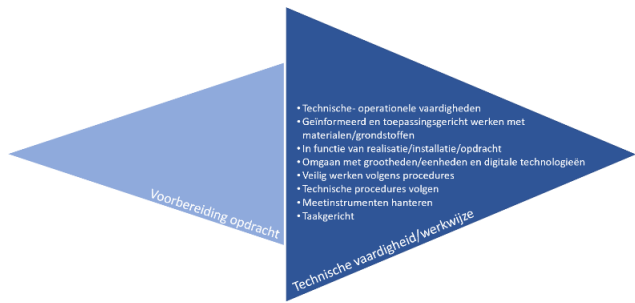 • Technische- operationele vaardigheden
• Geïnformeerd en toepassingsgericht werken met
materialen/grondstoffen
• In functie van realisatie/installatie/opdracht
• Omgaan met grootheden/eenheden en digitale technologieën
• Veilig werken volgens procedures
• Technische procedures volgen
• Meetinstrumenten hanteren
• Taakgericht
Voorbereiding opdracht
Technische vaardigheid/werkwijze